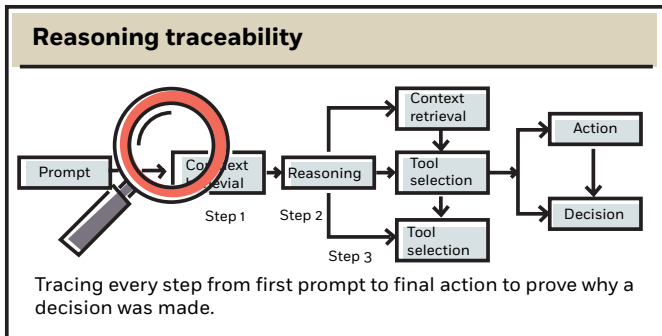 Reasoning traceability
Prompt
Context
Step 1
Reasoning
Step 2
Context
retrieval
Tool
selection
Tool
selection
Step 3
Action
Decision
Tracing every step from first prompt to final action to prove why a
decision was made.